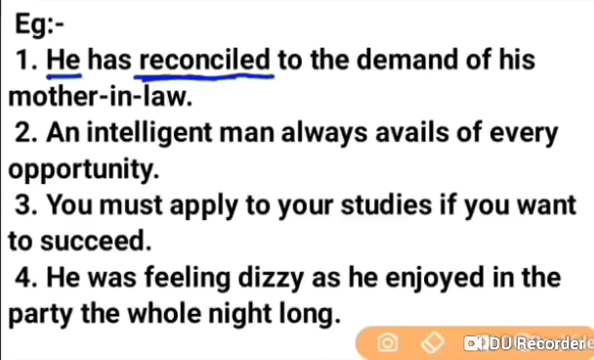 Eg:-
1. He has reconciled to the demand of his
mother-in-law.
2. An intelligent man always avails of every
opportunity.
3. You must apply to your studies if you want
to succeed.
4. He was feeling dizzy as he enjoyed in the
party the whole night long.
DU Recorder